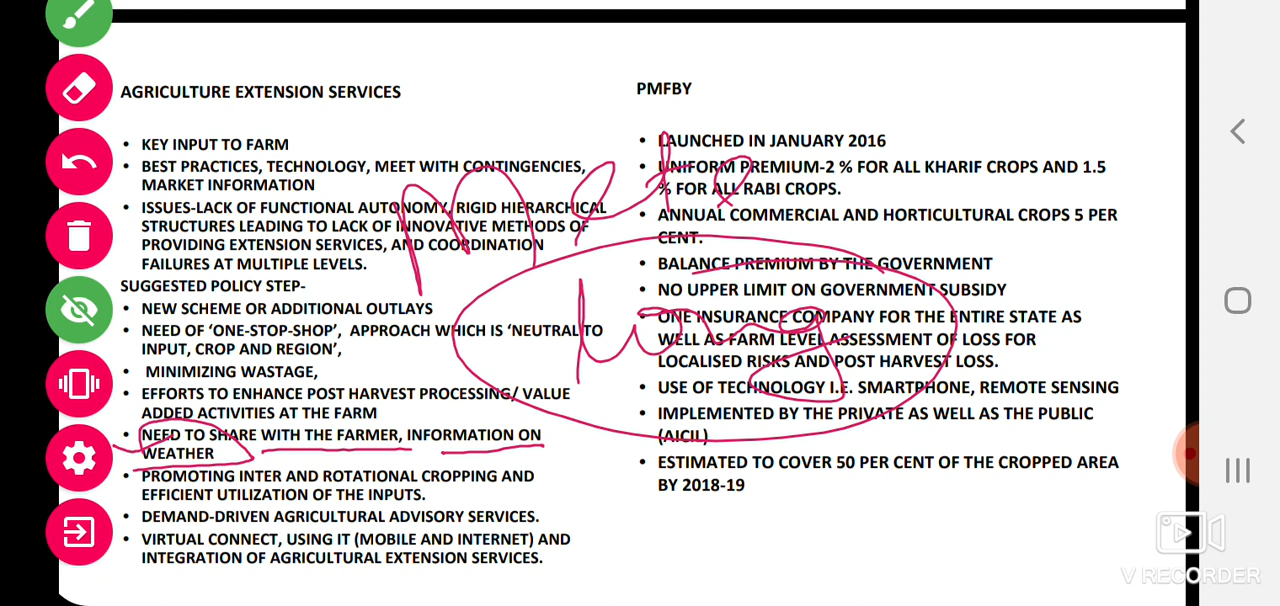 AGRICULTURE EXTENSION SERVICES
• KEY INPUT TO FARM
• BEST PRACTICES, TECHNOLOGY, MEET WITH CONTINGENCIES,
MARKET INFORMATION
• ISSUES-LACK OF FUNCTIONAL AUTONOMY, RIGID HIERARCHICAL
STRUCTURES LEADING TO LACK OF INNOVATIVE METHODS OF
PROVIDING EXTENSION SERVICES, AND COORDINATION
FAILURES AT MULTIPLE LEVELS.
SUGGESTED POLICY STEP-
• NEW SCHEME OR ADDITIONAL OUTLAYS
• NEED OF ‘ONE-STOP-SHOP’, APPROACH WHICH IS ‘NEUTRAL TO
INPUT, CROP AND REGION’,
• MINIMIZING WASTAGE,
• EFFORTS TO ENHANCE POST HARVEST PROCESSING/ VALUE
ADDED ACTIVITIES AT THE FARM
• NEED TO SHARE WITH THE FARMER, INFORMATION ON
WEATHER
• PROMOTING INTER AND ROTATIONAL CROPPING AND
EFFICIENT UTILIZATION OF THE INPUTS.
• DEMAND-DRIVEN AGRICULTURAL ADVISORY SERVICES.
• VIRTUAL CONNECT, USING IT (MOBILE AND INTERNET) AND
INTEGRATION OF AGRICULTURAL EXTENSION SERVICES.
PMFBY
• LAUNCHED IN JANUARY 2016
• UNIFORM PREMIUM-2 % FOR ALL KHARIF CROPS AND 1.5
% FOR ALL RABI CROPS.
• ANNUAL COMMERCIAL AND HORTICULTURAL CROPS 5 PER
CENT.
• BALANCE PREMIUM BY THE GOVERNMENT
• NO UPPER LIMIT ON GOVERNMENT SUBSIDY
• ONE INSURANCE COMPANY FOR THE ENTIRE STATE AS
WELL AS FARM LEVEL ASSESSMENT OF LOSS FOR
LOCALISED RISKS AND POST HARVEST LOSS.
• USE OF TECHNOLOGY I.E. SMARTPHONE, REMOTE SENSING
• IMPLEMENTED BY THE PRIVATE AS WELL AS THE PUBLIC
(AICIL)
• ESTIMATED TO COVER 50 PER CENT OF THE CROPPED AREA
BY 2018-19
V RECORDER